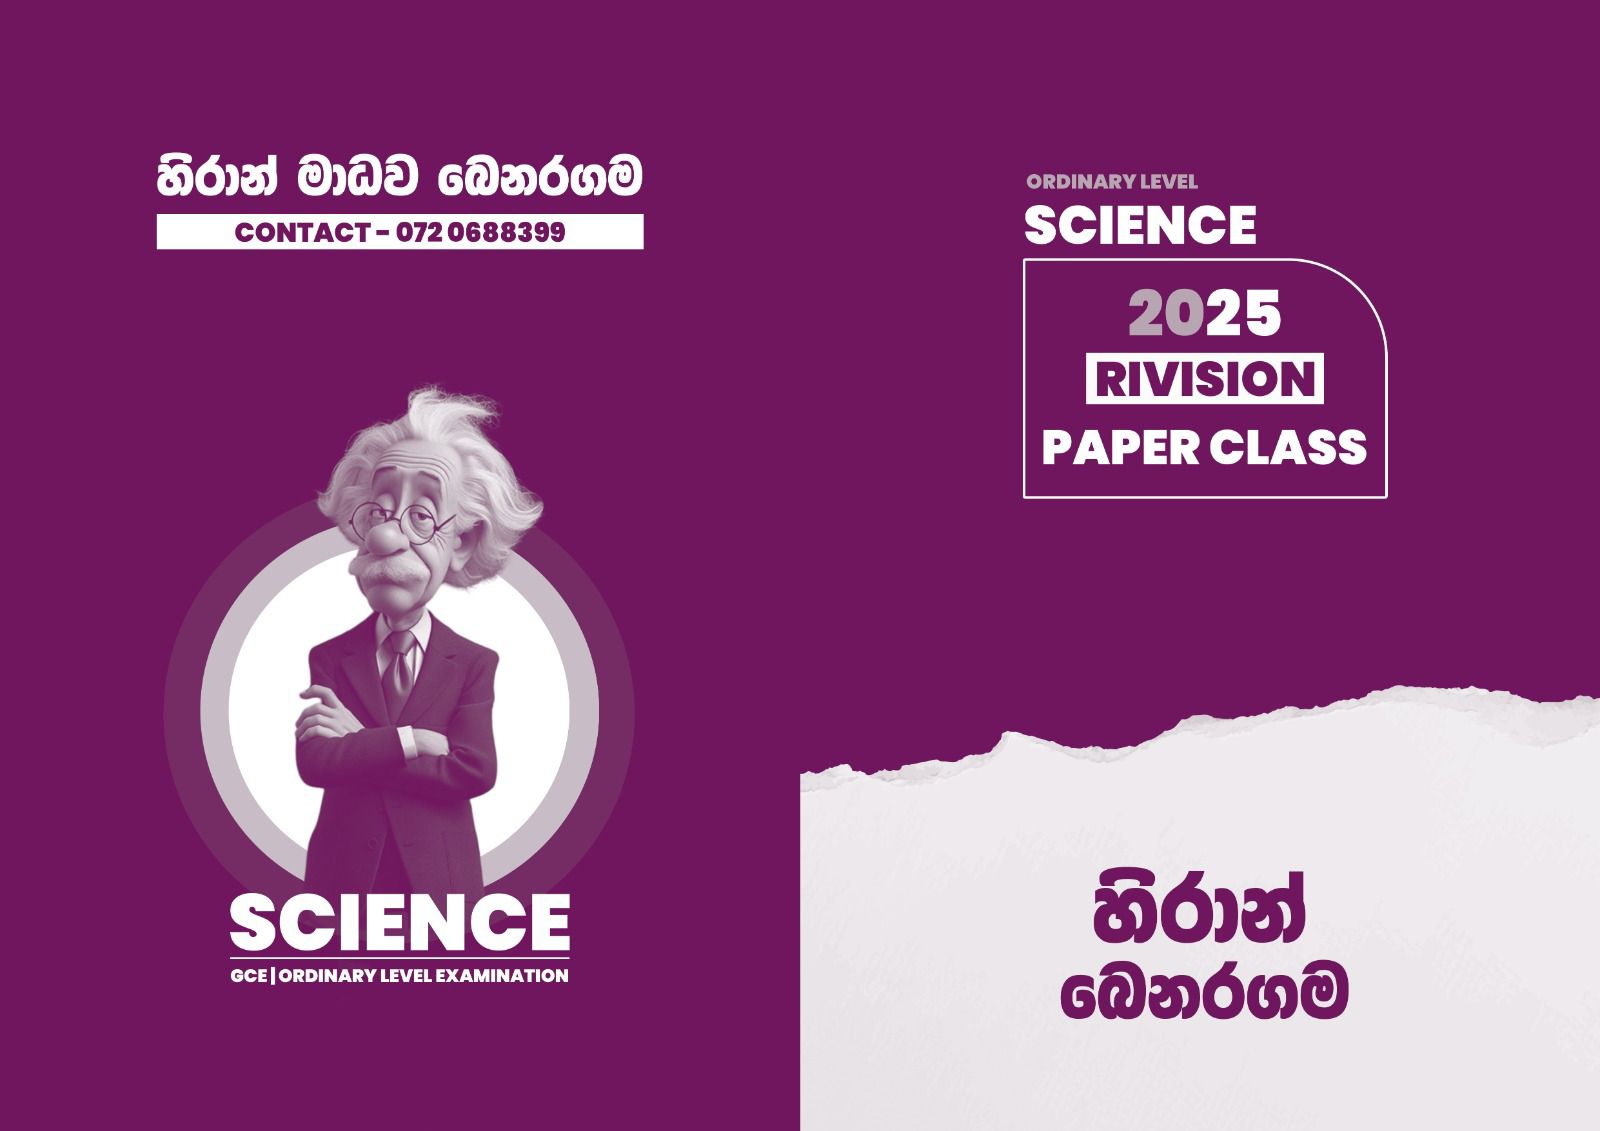 හිරාන් මාධව බෙනරගම
CONTACT - 072 0688399
SCIENCE
GCE | ORDINARY LEVEL EXAMINATION
ORDINARY LEVEL
SCIENCE
2025
RIVISION
PAPER CLASS
හිරාන්
බෙනරගම